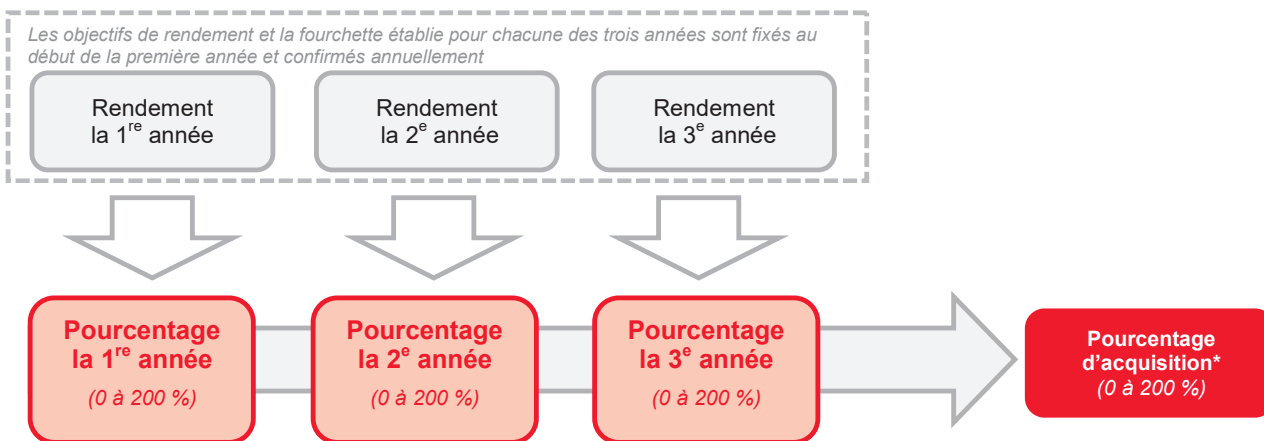 Les objectifs de rendement et la fourchette établie pour chacune des trois années sont fixés au
début de la première année et confirmés annuellement
Rendement
la 1re année
Rendement
la 2e année
Rendement
la 3e année
Pourcentage
la 1re année
(0 à 200 %)
Pourcentage
la 2e année
(0 à 200 %)
Pourcentage
la 3e année
(0 à 200 %)
Pourcentage
d'acquisition*
(0 à 200 %)